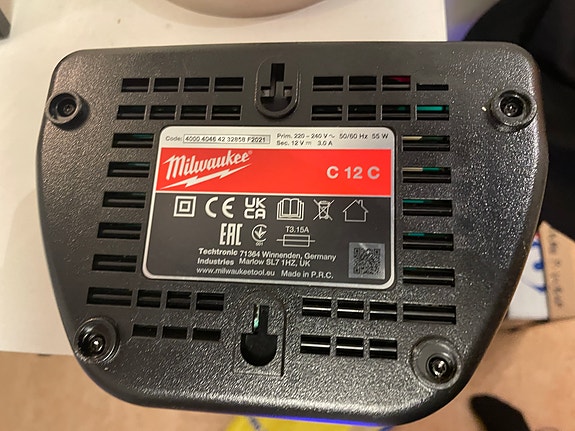 Code: 4000 4046 42 32858 F2021
Prim. 220 - 240 V ~ 50/60 Hz 55 W
Sec. 12 V ⎓ 3.0 A
Milwaukee®
C 12 C
CE UK CA
EAC 001 T3.15A
Techtronic 71364 Winnenden, Germany
Industries Marlow SL7 1HZ, UK
www.milwaukeetool.eu Made in P.R.C.